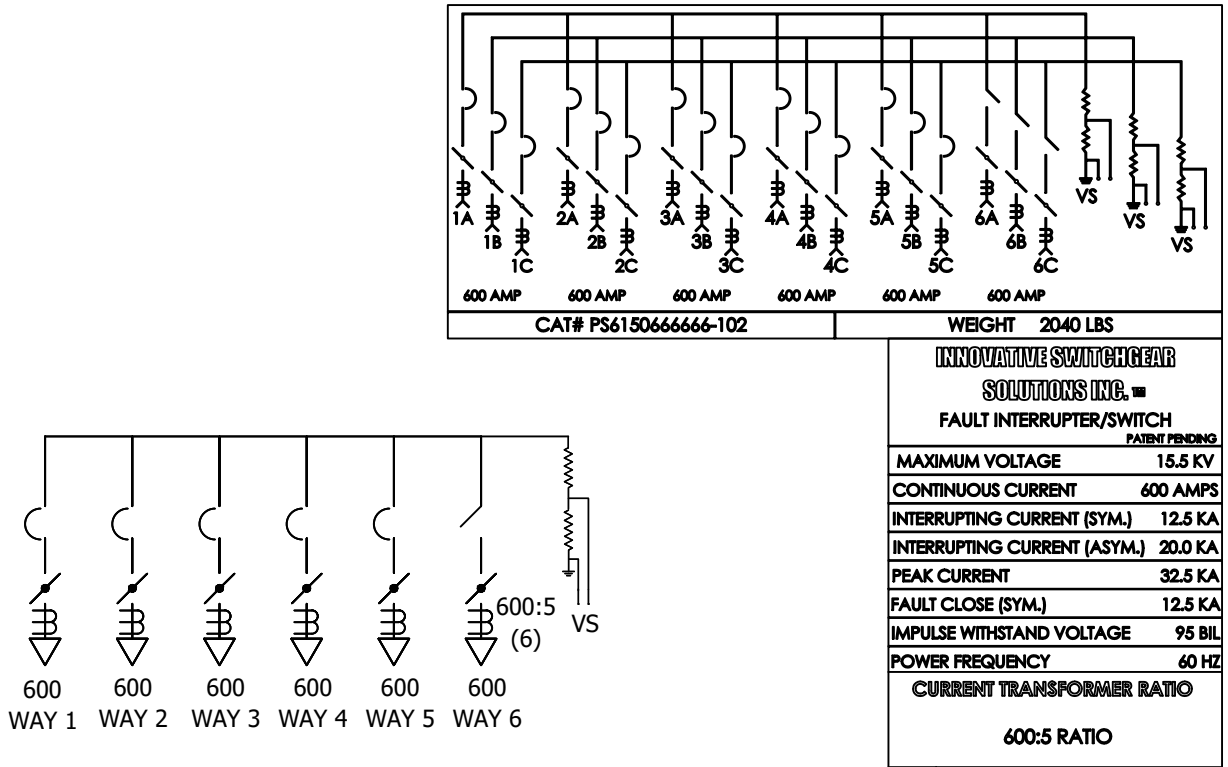 VS
VS
VS
1A 2A 3A 4A 5A 6A
1B 2B 3B 4B 5B 6B
1C 2C 3C 4C 5C 6C
600 AMP 600 AMP 600 AMP 600 AMP 600 AMP 600 AMP
CAT# PS6150666666-102 WEIGHT 2040 LBS
INNOVATIVE SWITCHGEAR
SOLUTIONS INC. TM
FAULT INTERRUPTER/SWITCH
PATENT PENDING
MAXIMUM VOLTAGE 15.5 KV
CONTINUOUS CURRENT 600 AMPS
INTERRUPTING CURRENT (SYM.) 12.5 KA
INTERRUPTING CURRENT (ASYM.) 20.0 KA
PEAK CURRENT 32.5 KA
FAULT CLOSE (SYM.) 12.5 KA
IMPULSE WITHSTAND VOLTAGE 95 BIL
POWER FREQUENCY 60 HZ
CURRENT TRANSFORMER RATIO
600:5 RATIO
600:5
(6)
VS
600 600 600 600 600 600
WAY 1 WAY 2 WAY 3 WAY 4 WAY 5 WAY 6